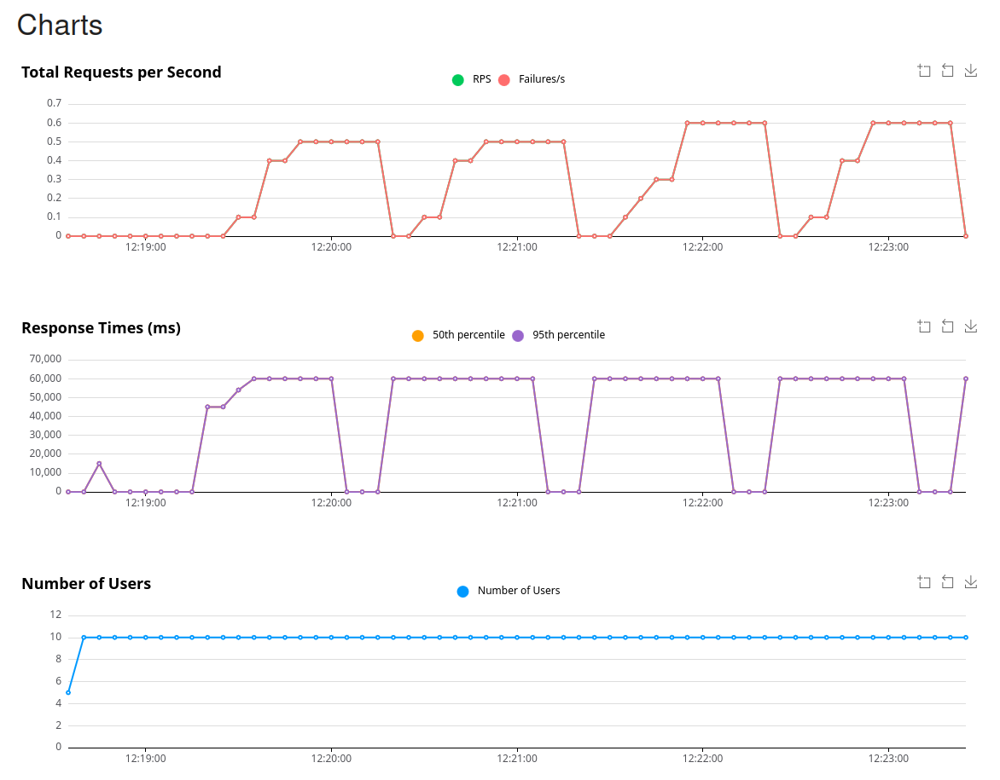 Charts
Total Requests per Second
RPS Failures/s
0.7
0.6
0.5
0.4
0.3
0.2
0.1
0
12:19:00 12:20:00 12:21:00 12:22:00 12:23:00
Response Times (ms)
50th percentile 95th percentile
70,000
60,000
50,000
40,000
30,000
20,000
10,000
0
12:19:00 12:20:00 12:21:00 12:22:00 12:23:00
Number of Users
Number of Users
12
10
8
6
4
2
0
12:19:00 12:20:00 12:21:00 12:22:00 12:23:00